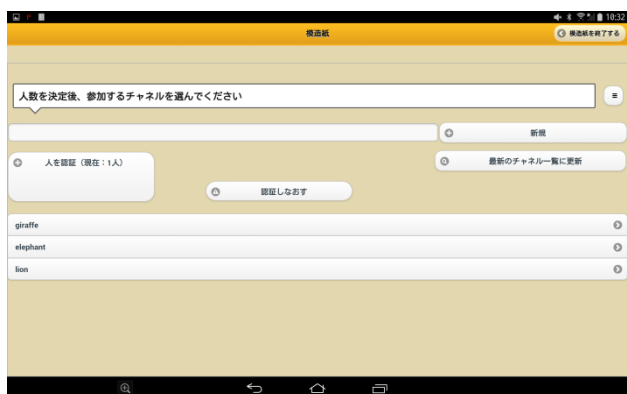 10:32
模造紙
模造紙を終了する
人数を決定後、参加するチャネルを選んでください
新規
人を認証（現在：1人）
最新のチャネル一覧に更新
認証しなおす
giraffe
elephant
lion